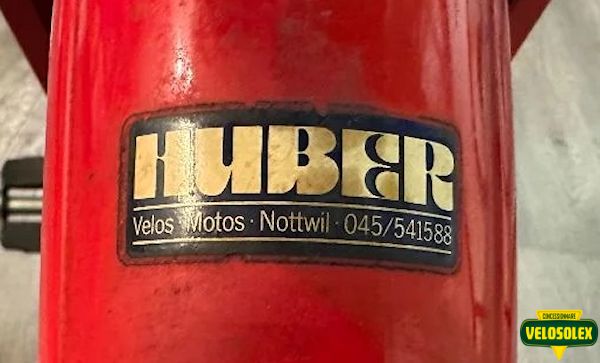 HUBER
Velos · Motos · Nottwil · 045/541588
CONCESSIONNAIRE
VELOSOLEX